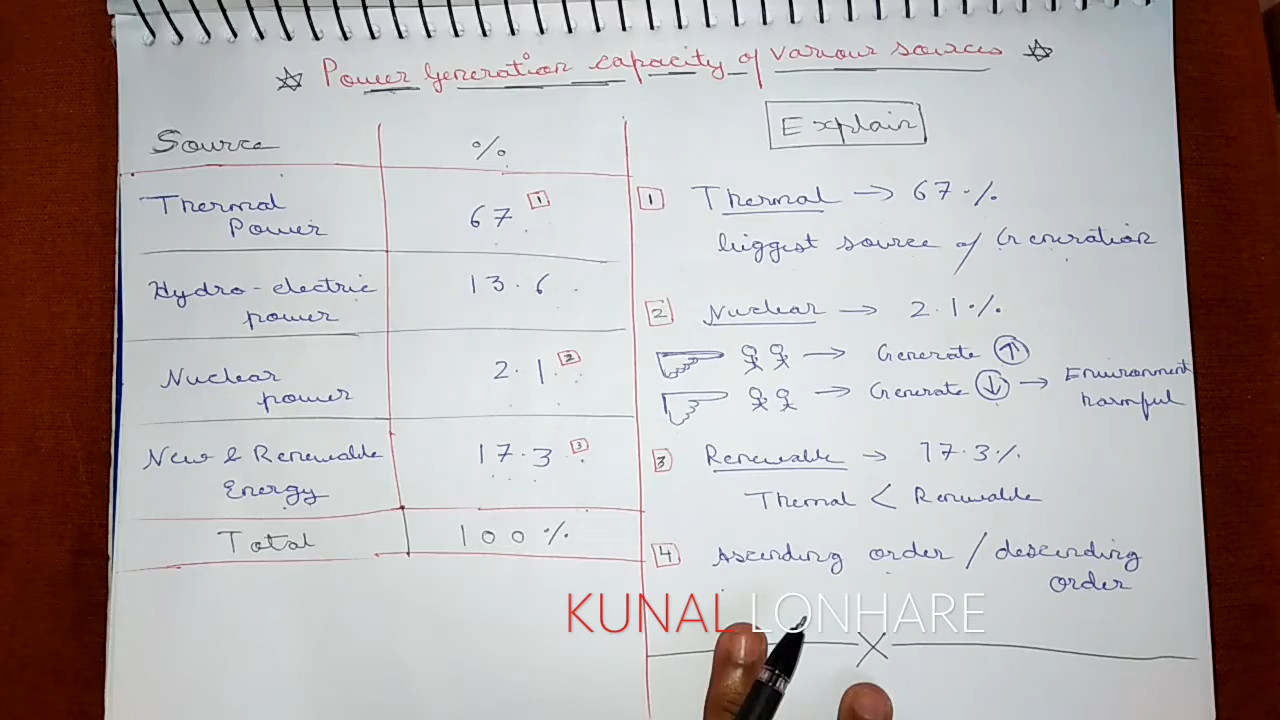 Power Generation capacity of various sources
Source %
Thermal Power 67 1
Hydro-electric power 13.6
Nuclear power 2.1 2
New & Renewable Energy 17.3 3
Total 100%
Explain
1 Thermal → 67.%
biggest source of Generation
2 Nuclear → 2.1%
→ Generate ↑
→ Generate ↓ → Environment harmful
3 Renewable → 17.3%
Thermal < Renewable
4 Ascending order / descending order
KUNAL LONHARE